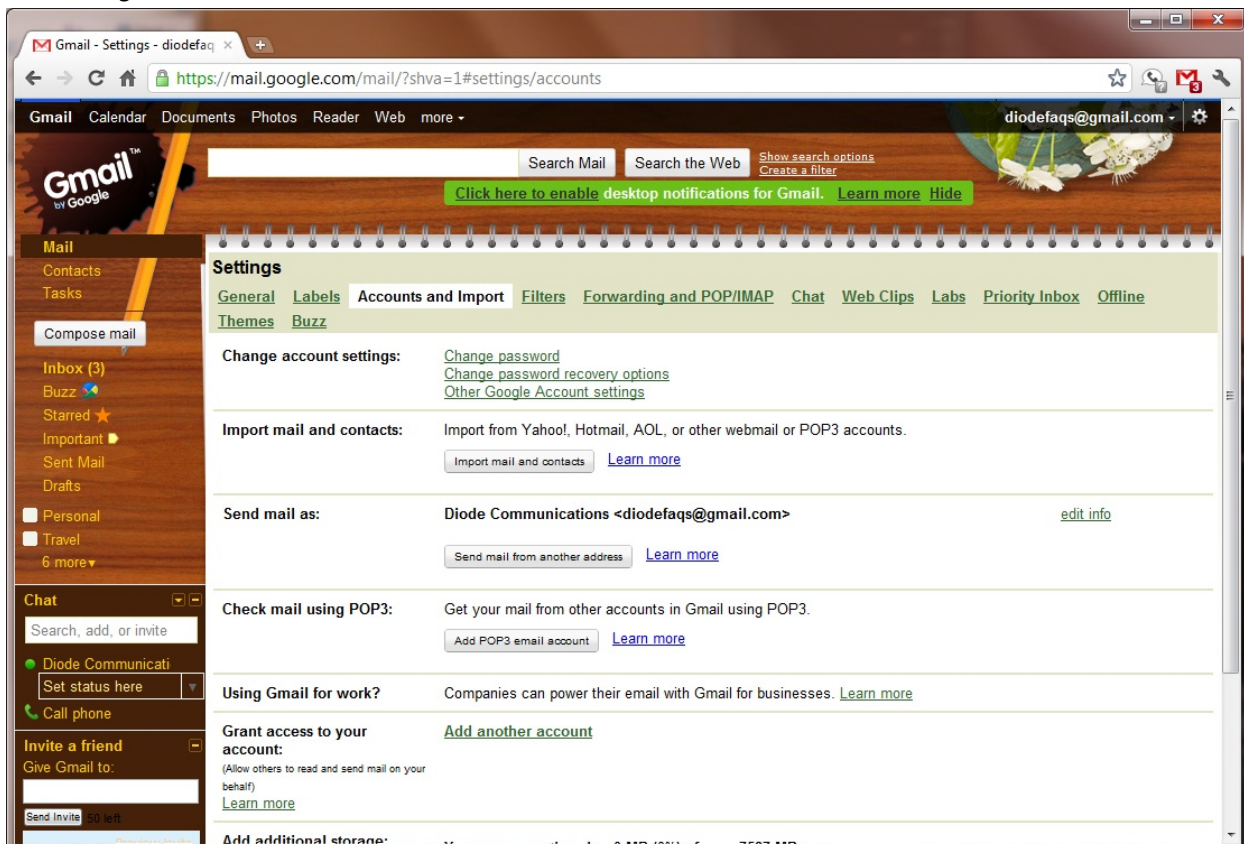 Gmail - Settings - diodefaq
https://mail.google.com/mail/?shva=1#settings/accounts
3
Gmail Calendar Documents Photos Reader Web more
diodefaqs@gmail.com
Gmail™
by Google
Search Mail Search the Web Show search options
Create a filter
Click here to enable desktop notifications for Gmail. Learn more Hide
Mail
Contacts
Tasks
Compose mail
Inbox (3)
Buzz
Starred
Important
Sent Mail
Drafts
Personal
Travel
6 more
Chat
Search, add, or invite
Diode Communicati
Set status here
Call phone
Invite a friend
Give Gmail to:
Send Invite 50 left
Settings
General Labels Accounts and Import Filters Forwarding and POP/IMAP Chat Web Clips Labs Priority Inbox Offline
Themes Buzz
Change account settings: Change password
Change password recovery options
Other Google Account settings
Import mail and contacts: Import from Yahoo!, Hotmail, AOL, or other webmail or POP3 accounts.
Import mail and contacts Learn more
Send mail as: Diode Communications <diodefaqs@gmail.com> edit info
Send mail from another address Learn more
Check mail using POP3: Get your mail from other accounts in Gmail using POP3.
Add POP3 email account Learn more
Using Gmail for work? Companies can power their email with Gmail for businesses. Learn more
Grant access to your Add another account
account:
(Allow others to read and send mail on your
behalf)
Learn more
Add additional storage: